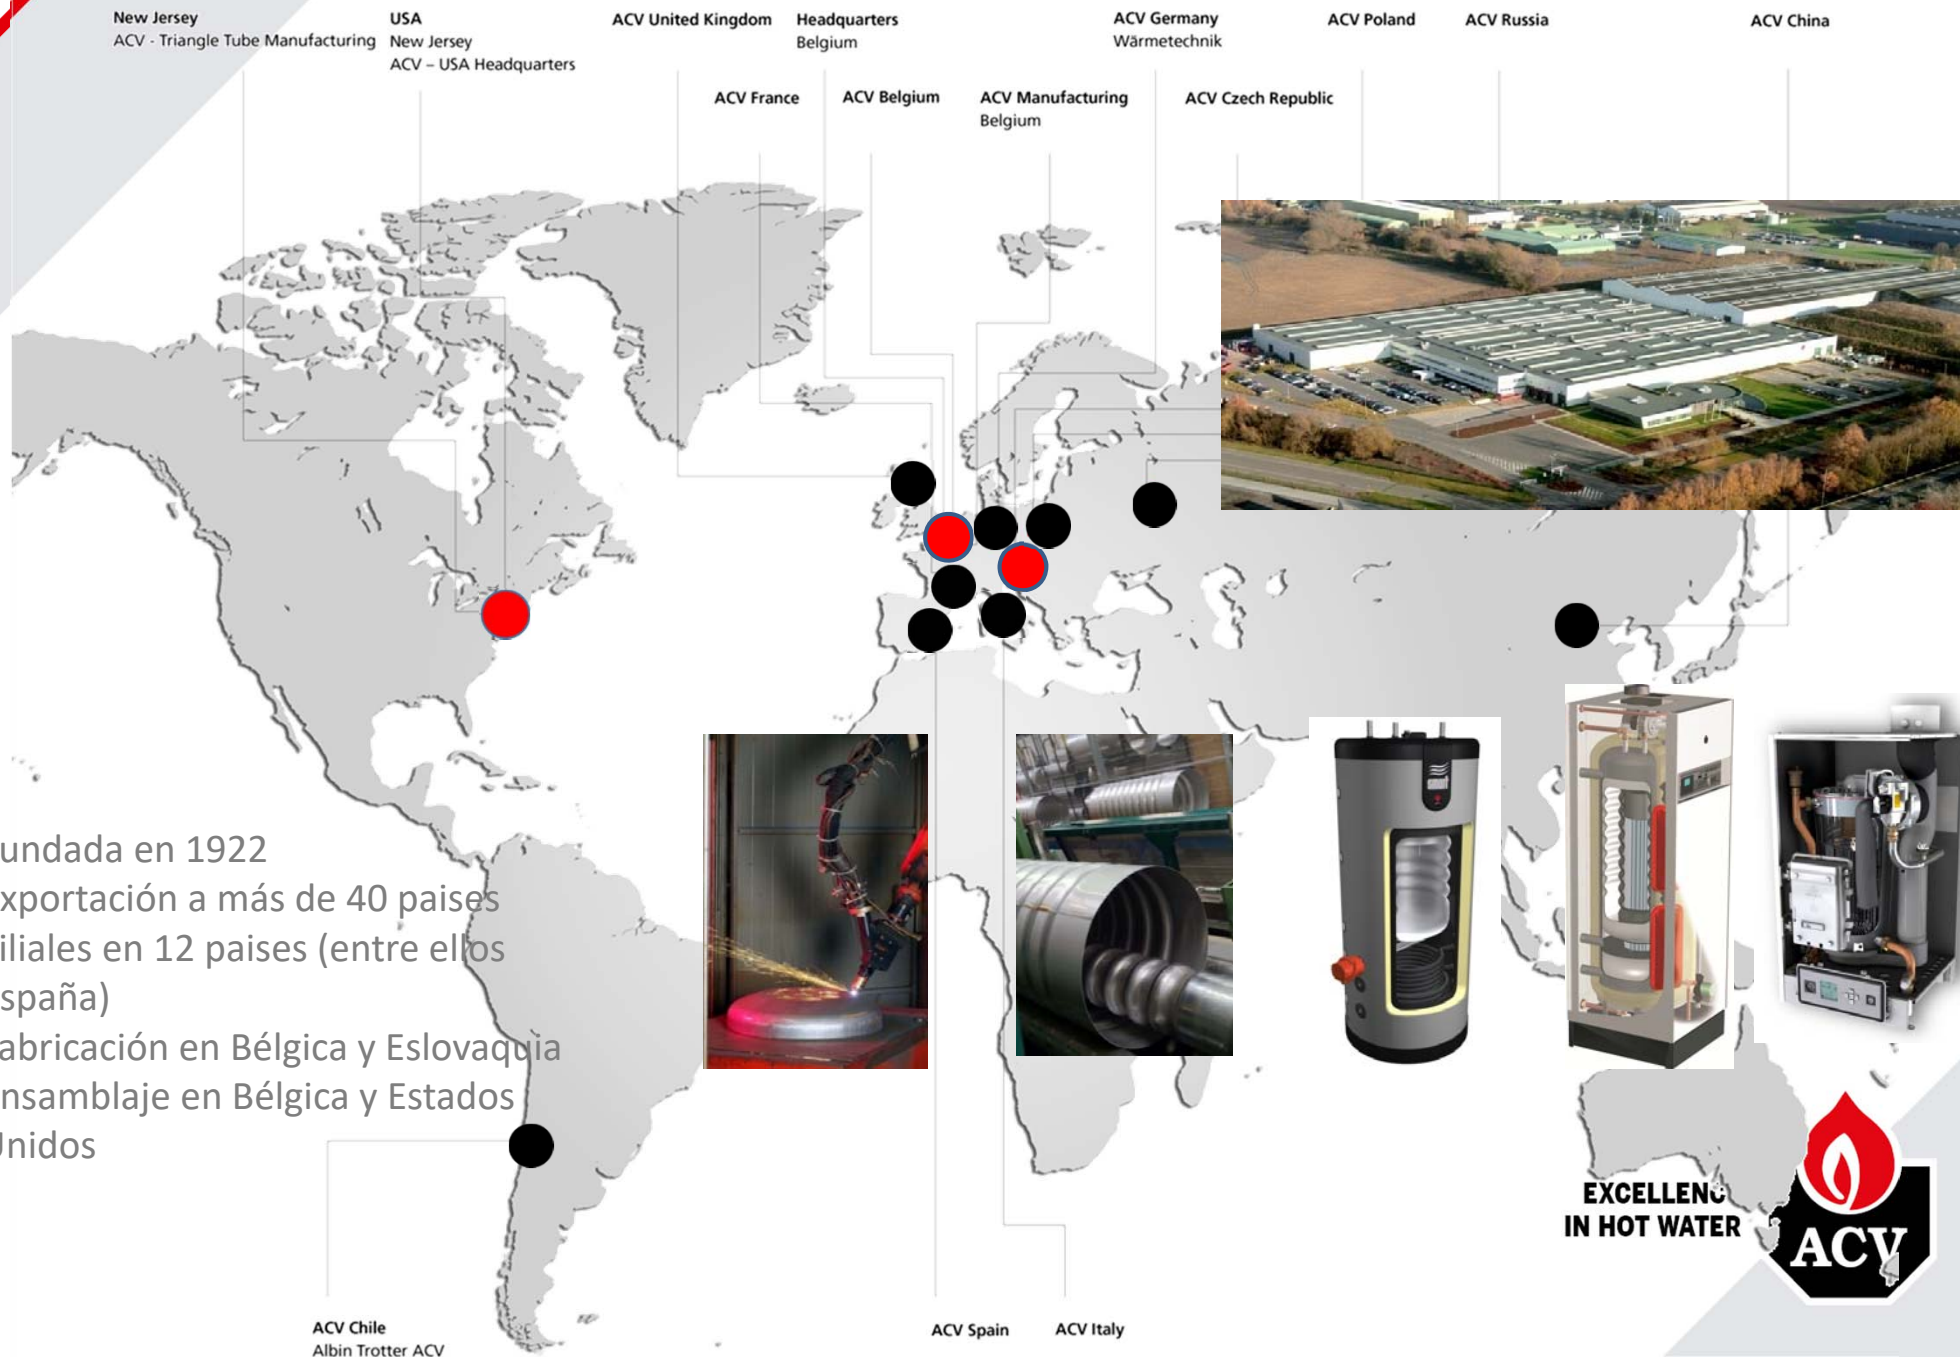 New Jersey
ACV - Triangle Tube Manufacturing
USA
New Jersey
ACV – USA Headquarters
ACV United Kingdom
Headquarters
Belgium
ACV Germany
Wärmetechnik
ACV Poland
ACV Russia
ACV China
ACV France
ACV Belgium
ACV Manufacturing
Belgium
ACV Czech Republic
undada en 1922
xportación a más de 40 paises
iliales en 12 paises (entre ellos
spaña)
abricación en Bélgica y Eslovaquia
nsamblaje en Bélgica y Estados
Unidos
EXCELLENC
IN HOT WATER
ACV
ACV Chile
Albin Trotter ACV
ACV Spain
ACV Italy